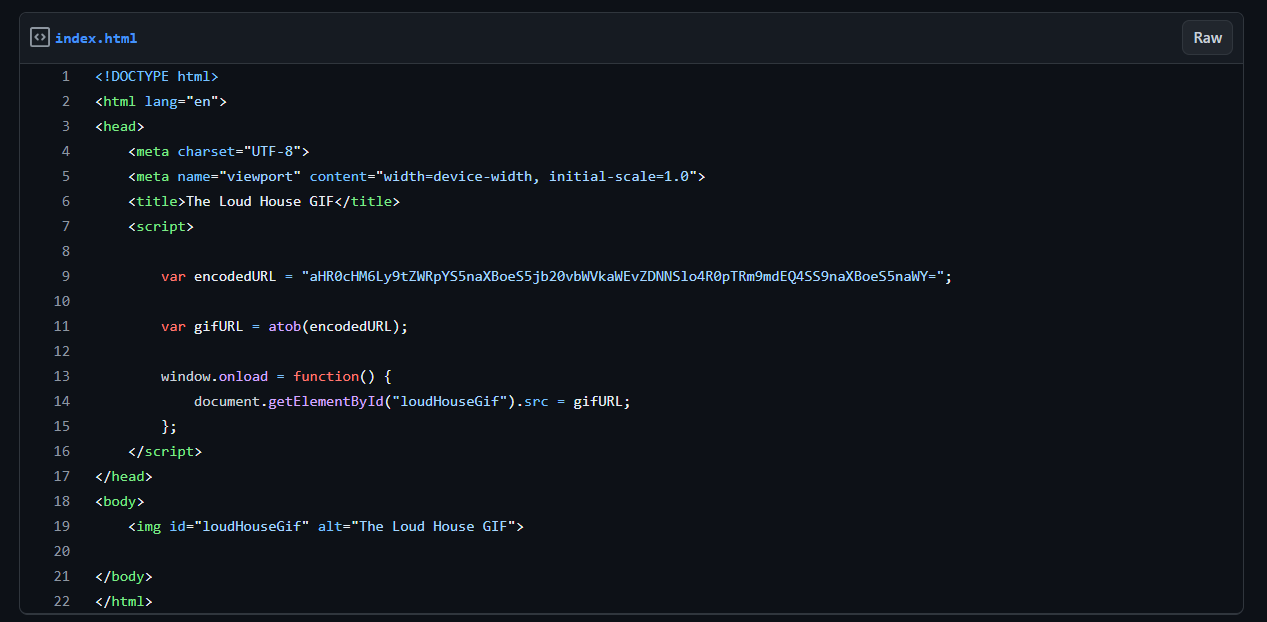 index.html
Raw
1 <!DOCTYPE html>
2 <html lang="en">
3 <head>
4     <meta charset="UTF-8">
5     <meta name="viewport" content="width=device-width, initial-scale=1.0">
6     <title>The Loud House GIF</title>
7     <script>
8
9         var encodedURL = "aHR0cHM6Ly9tZWRpYS5naXBoeS5jb20vbWVkaWEvZDNNSlo4R0pTRm9mdEQ4SS9naXBoeS5naWY=";
10
11         var gifURL = atob(encodedURL);
12
13         window.onload = function() {
14             document.getElementById("loudHouseGif").src = gifURL;
15         };
16     </script>
17 </head>
18 <body>
19     <img id="loudHouseGif" alt="The Loud House GIF">
20
21 </body>
22 </html>